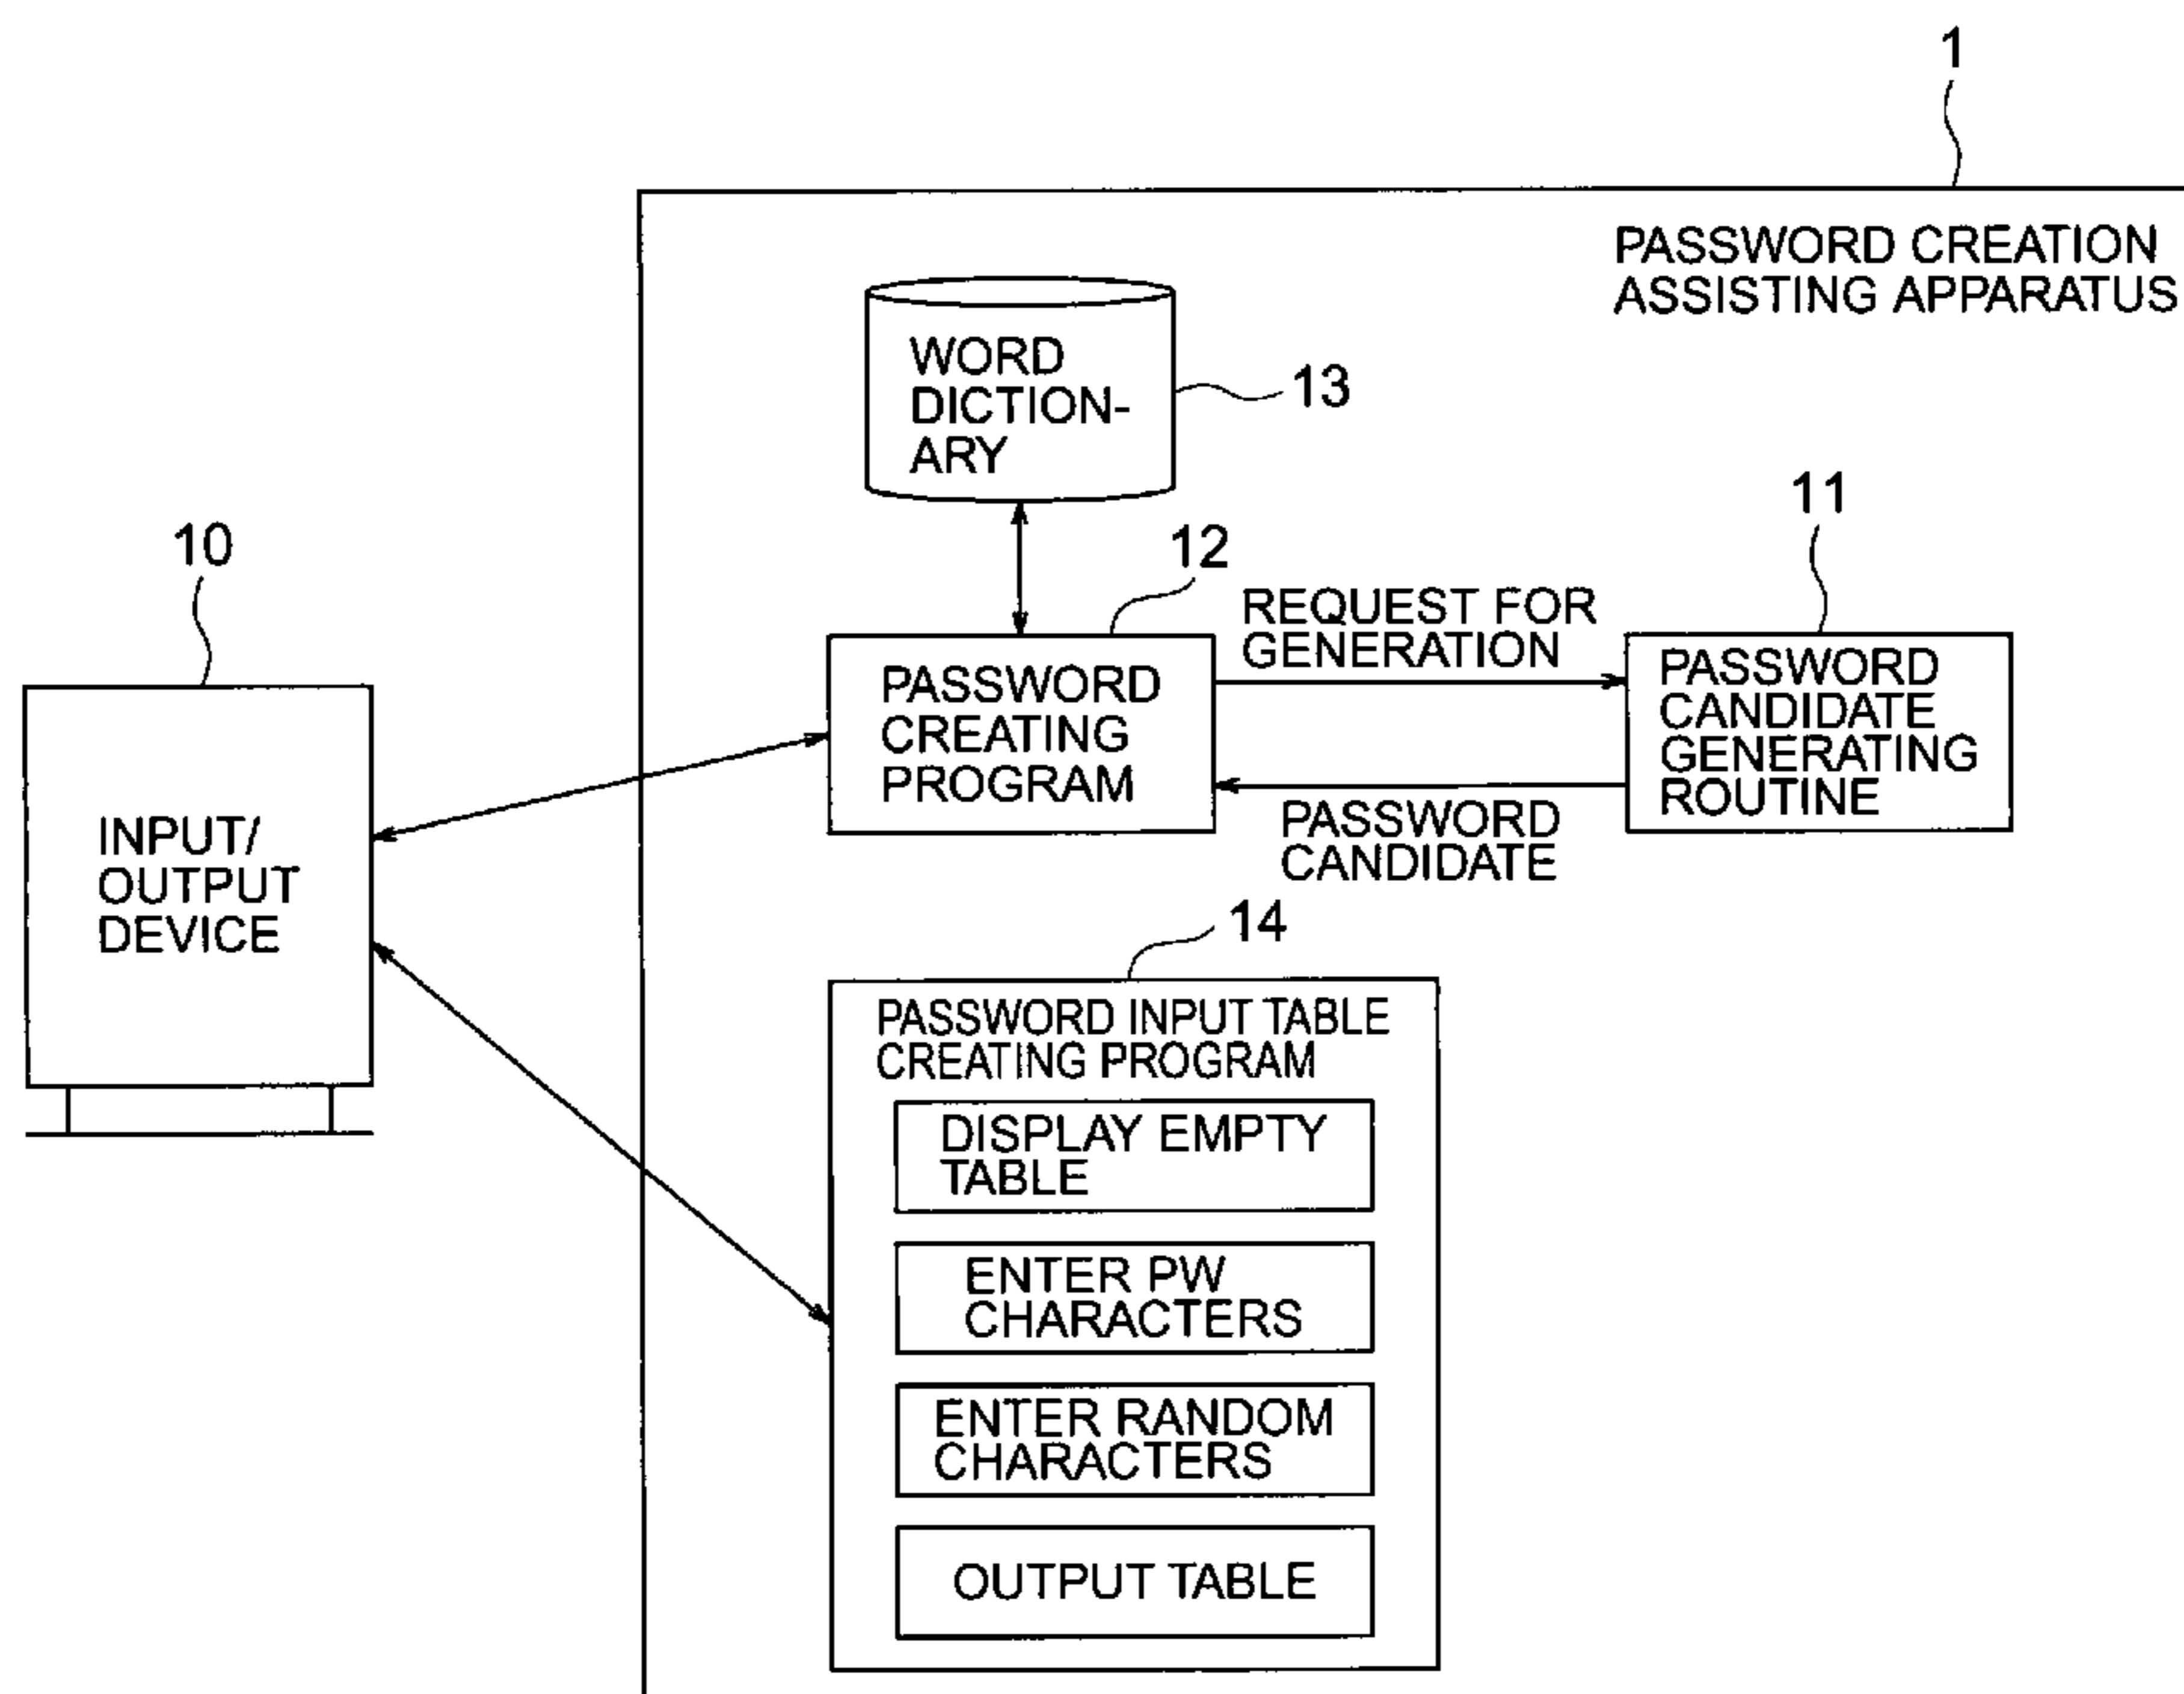 1
PASSWORD CREATION
ASSISTING APPARATUS
WORD
DICTION-
ARY
13
11
10
12
REQUEST FOR
GENERATION
PASSWORD
CREATING
PROGRAM
PASSWORD
CANDIDATE
GENERATING
ROUTINE
PASSWORD
CANDIDATE
INPUT/
OUTPUT
DEVICE
14
PASSWORD INPUT TABLE
CREATING PROGRAM
DISPLAY EMPTY
TABLE
ENTER PW
CHARACTERS
ENTER RANDOM
CHARACTERS
OUTPUT TABLE